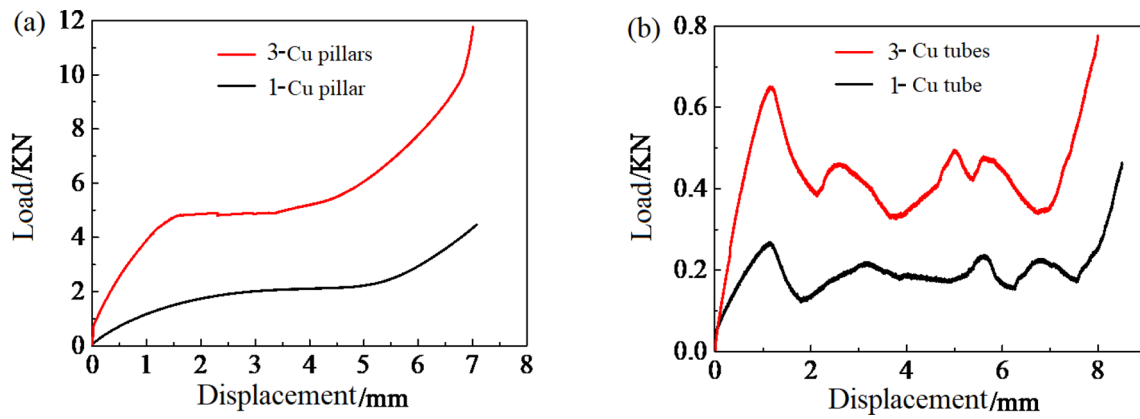 (a)
12
10
8
6
4
2
0
Load/KN
3-Cu pillars
1-Cu pillar
0 1 2 3 4 5 6 7 8
Displacement/mm
(b)
0.8
0.6
0.4
0.2
0.0
Load/KN
3- Cu tubes
1- Cu tube
0 2 4 6 8
Displacement/mm